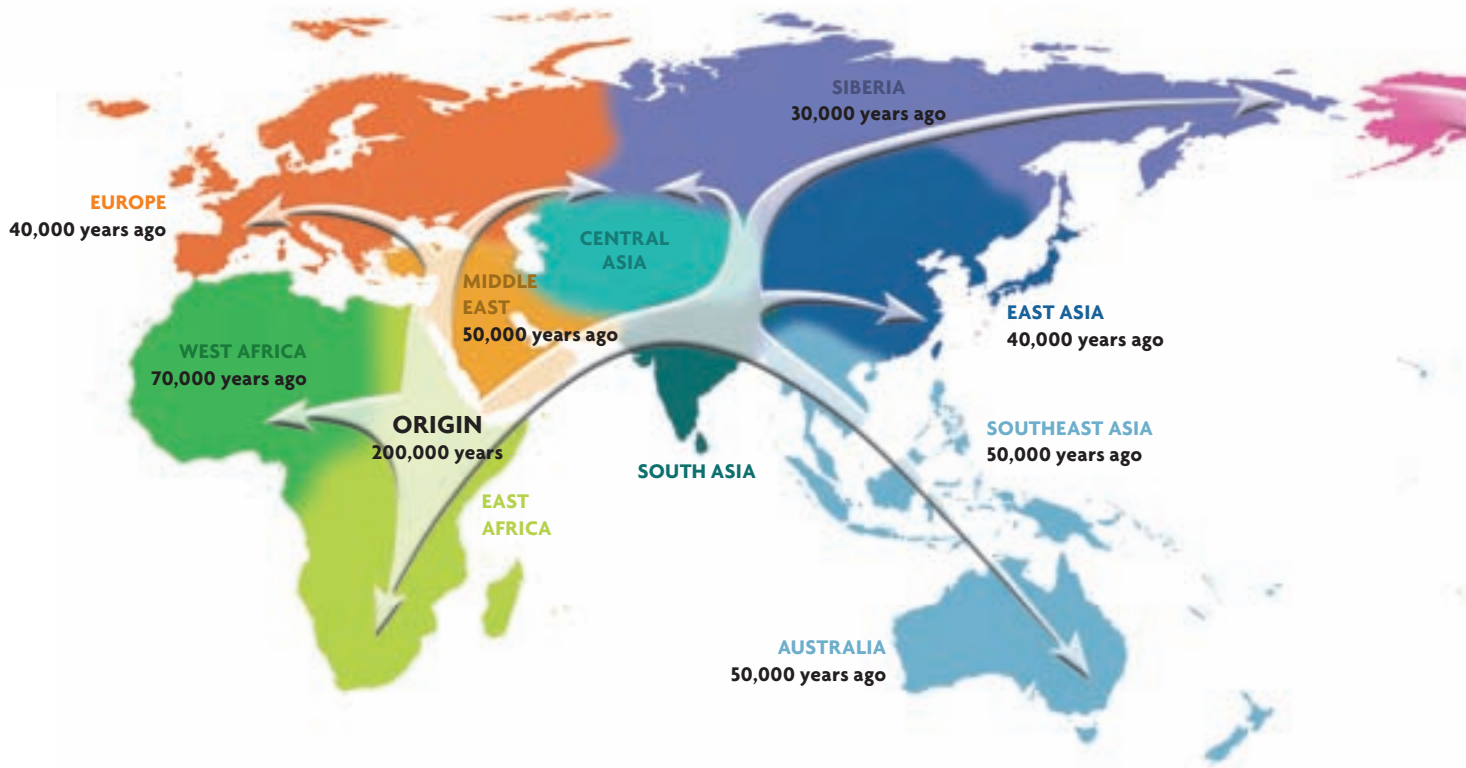 SIBERIA
30,000 years ago
EUROPE
40,000 years ago
CENTRAL
ASIA
MIDDLE
EAST
50,000 years ago
EAST ASIA
40,000 years ago
WEST AFRICA
70,000 years ago
ORIGIN
200,000 years
SOUTHEAST ASIA
50,000 years ago
SOUTH ASIA
EAST
AFRICA
AUSTRALIA
50,000 years ago